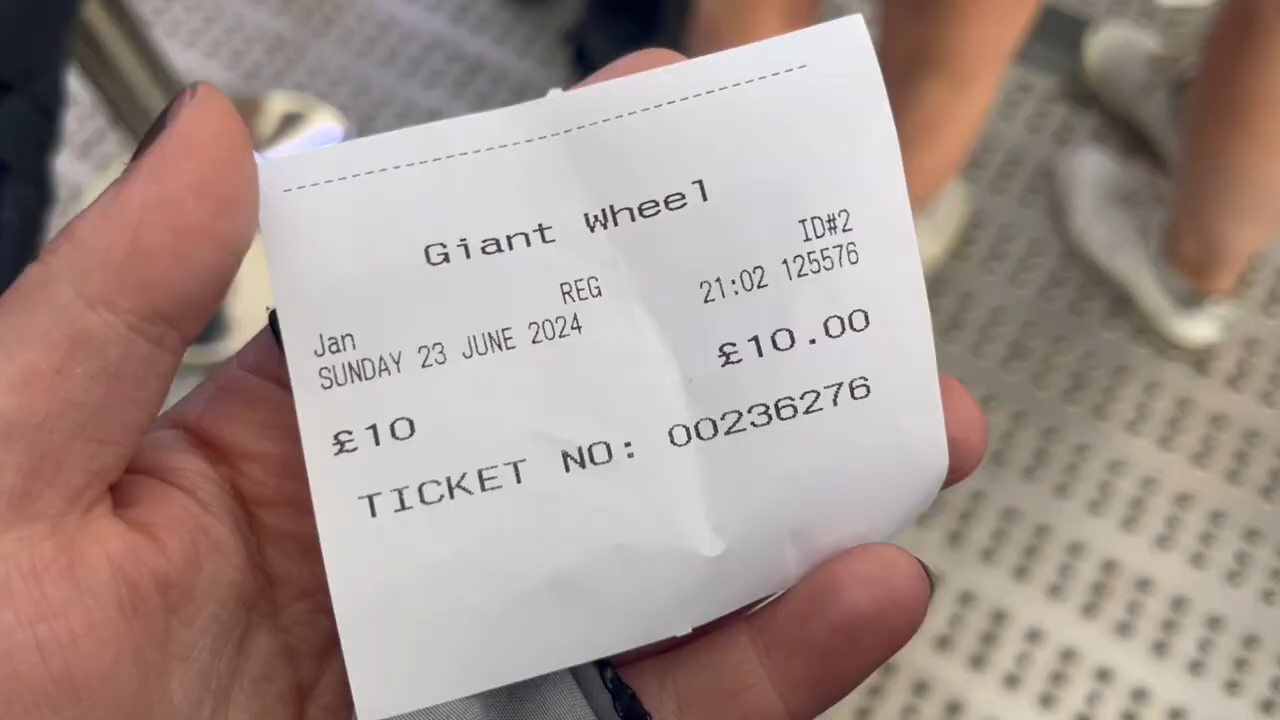 Giant Wheel
REG ID#2
Jan
SUNDAY 23 JUNE 2024 21:02 125576
£10 £10.00
TICKET NO: 00236276